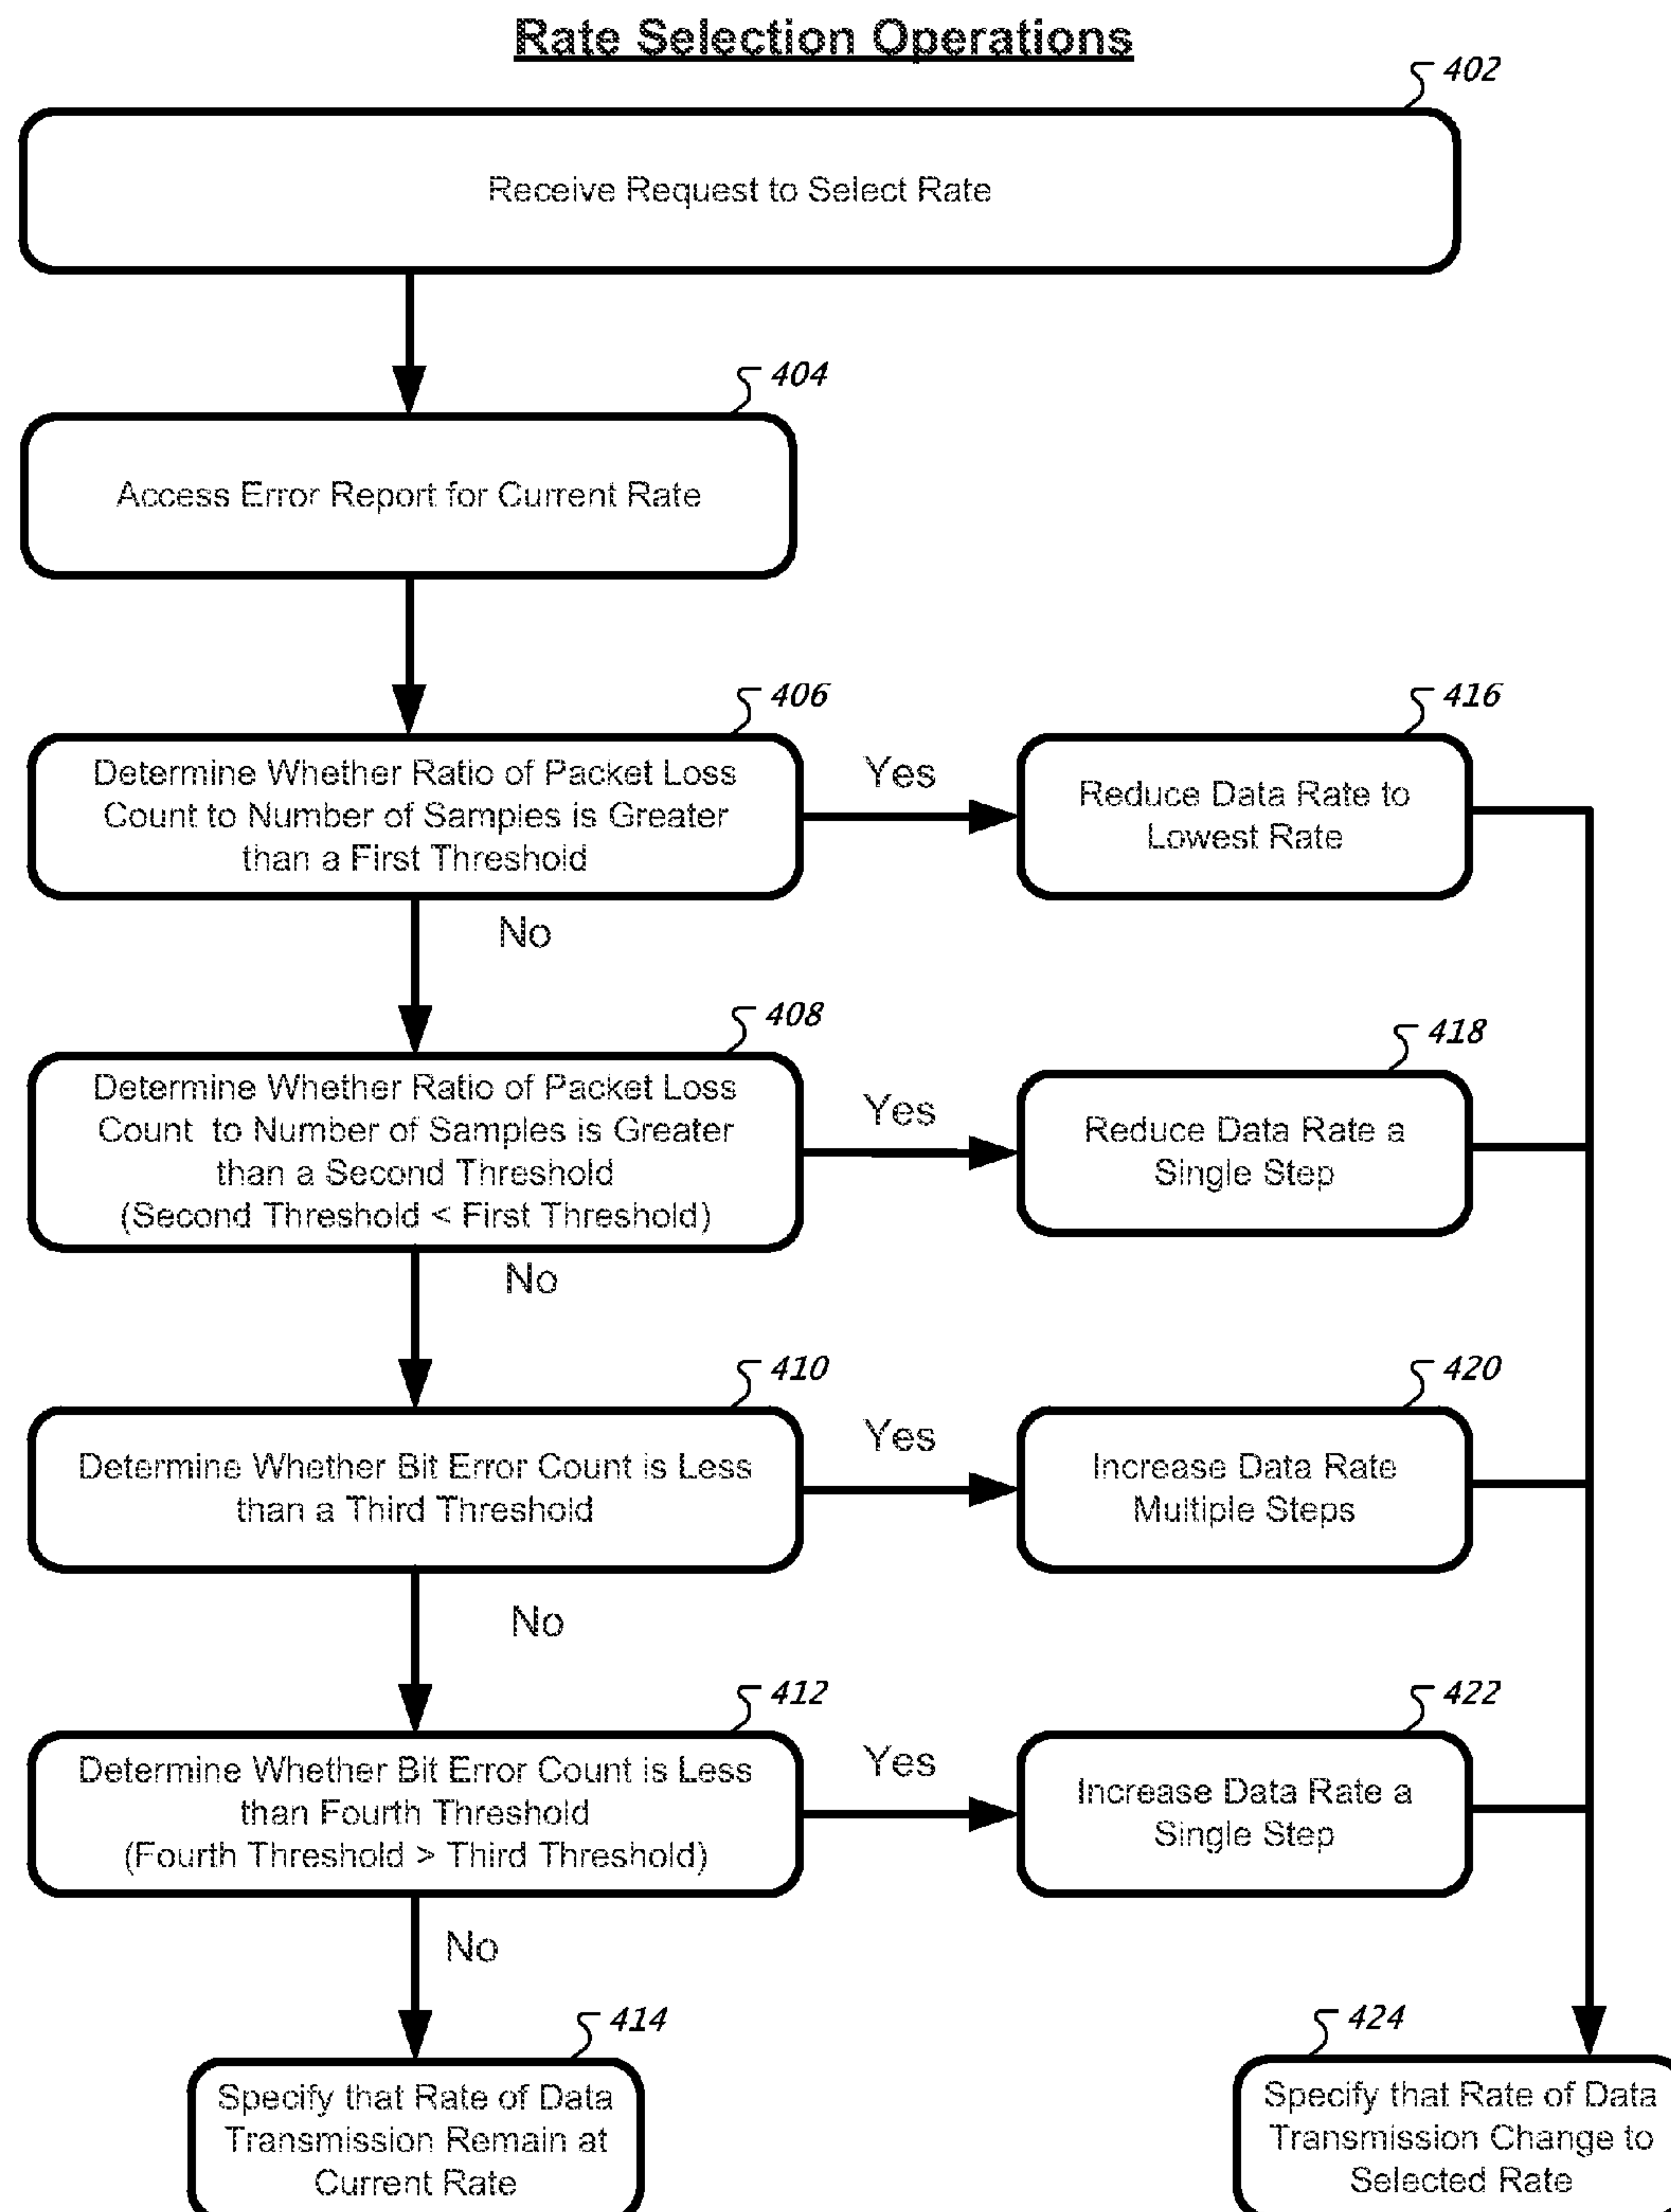 Rate Selection Operations
402
Receive Request to Select Rate
404
Access Error Report for Current Rate
406
Determine Whether Ratio of Packet Loss
Count to Number of Samples is Greater
than a First Threshold
Yes
416
Reduce Data Rate to
Lowest Rate
No
408
Determine Whether Ratio of Packet Loss
Count to Number of Samples is Greater
than a Second Threshold
(Second Threshold < First Threshold)
Yes
418
Reduce Data Rate a
Single Step
No
410
Determine Whether Bit Error Count is Less
than a Third Threshold
Yes
420
Increase Data Rate
Multiple Steps
No
412
Determine Whether Bit Error Count is Less
than Fourth Threshold
(Fourth Threshold > Third Threshold)
Yes
422
Increase Data Rate a
Single Step
No
414
Specify that Rate of Data
Transmission Remain at
Current Rate
424
Specify that Rate of Data
Transmission Change to
Selected Rate